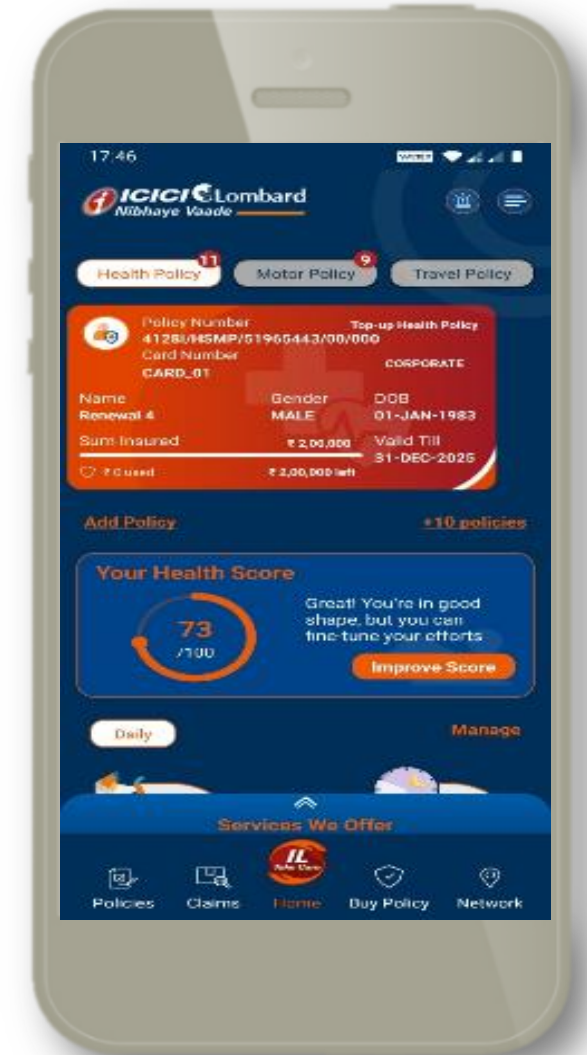 17:46
ICICI Lombard
Nibhaye Vaade
11
9
Health Policy
Motor Policy
Travel Policy
Policy Number
Top-up Health Policy
4128i/HSMP/51965443/00/000
Card Number
CORPORATE
CARD_01
Name
Gender
DOB
Renewal 4
MALE
01-JAN-1983
Sum Insured
₹ 2,00,000
Valid Till
31-DEC-2025
₹ 0 used
₹ 2,00,000 left
Add Policy
+10 policies
Your Health Score
73
/100
Great! You're in good
shape, but you can
fine-tune your efforts
Improve Score
Daily
Manage
Services We Offer
IL
Take Care
Policies
Claims
Home
Buy Policy
Network